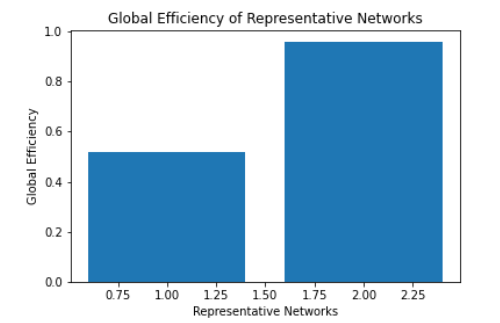 Global Efficiency of Representative Networks
1.0
0.8
0.6
0.4
0.2
0.0
Global Efficiency
0.75 1.00 1.25 1.50 1.75 2.00 2.25
Representative Networks